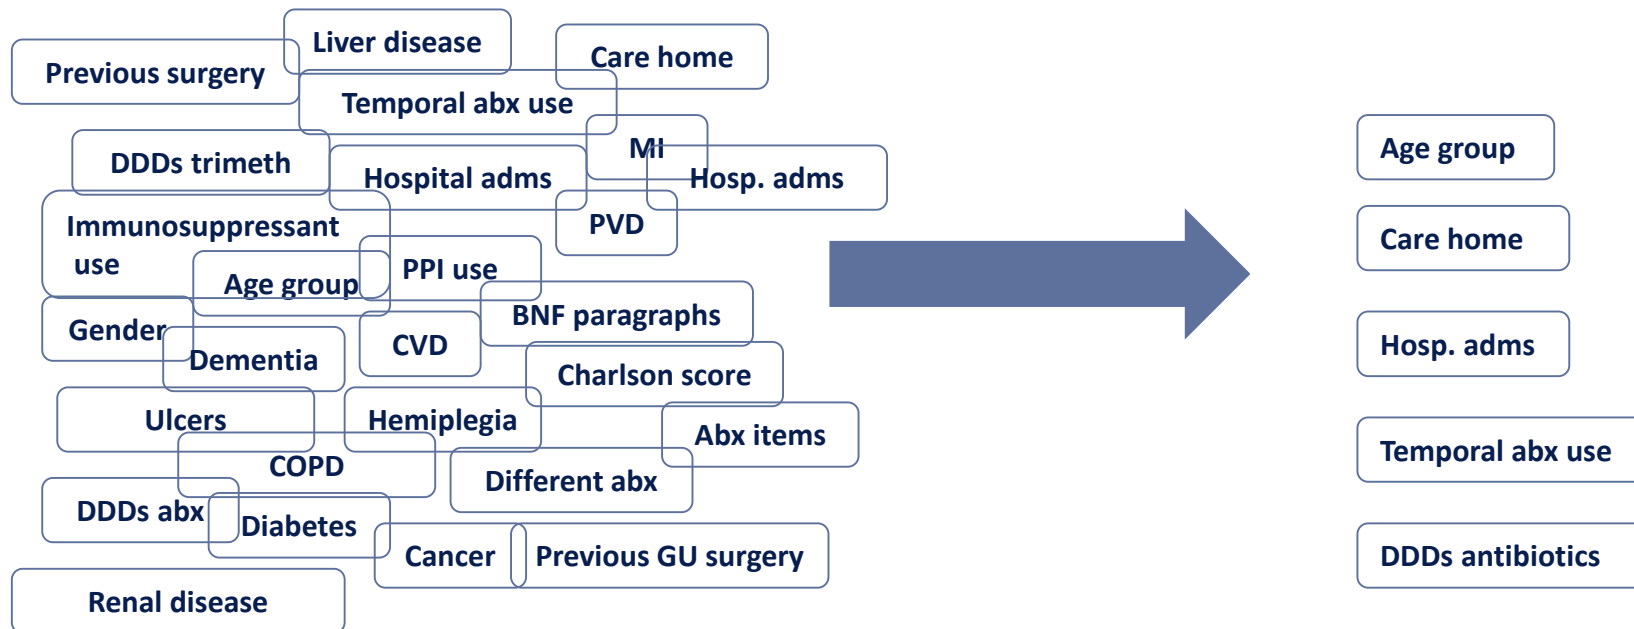 Liver disease
Care home
Previous surgery
Temporal abx use
MI
DDDs trimeth
Hospital adms
Hosp. adms
Immunosuppressant
use
PVD
Age group
PPI use
Gender
BNF paragraphs
Dementia
CVD
Charlson score
Ulcers
Hemiplegia
Abx items
COPD
Different abx
DDDs abx
Diabetes
Cancer
Previous GU surgery
Renal disease
Age group
Care home
Hosp. adms
Temporal abx use
DDDs antibiotics